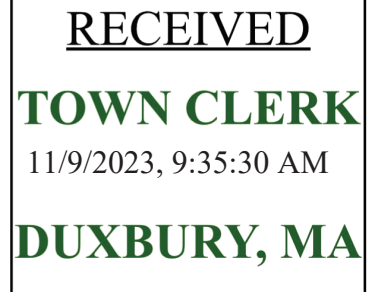 RECEIVED
TOWN CLERK
11/9/2023, 9:35:30 AM
DUXBURY, MA